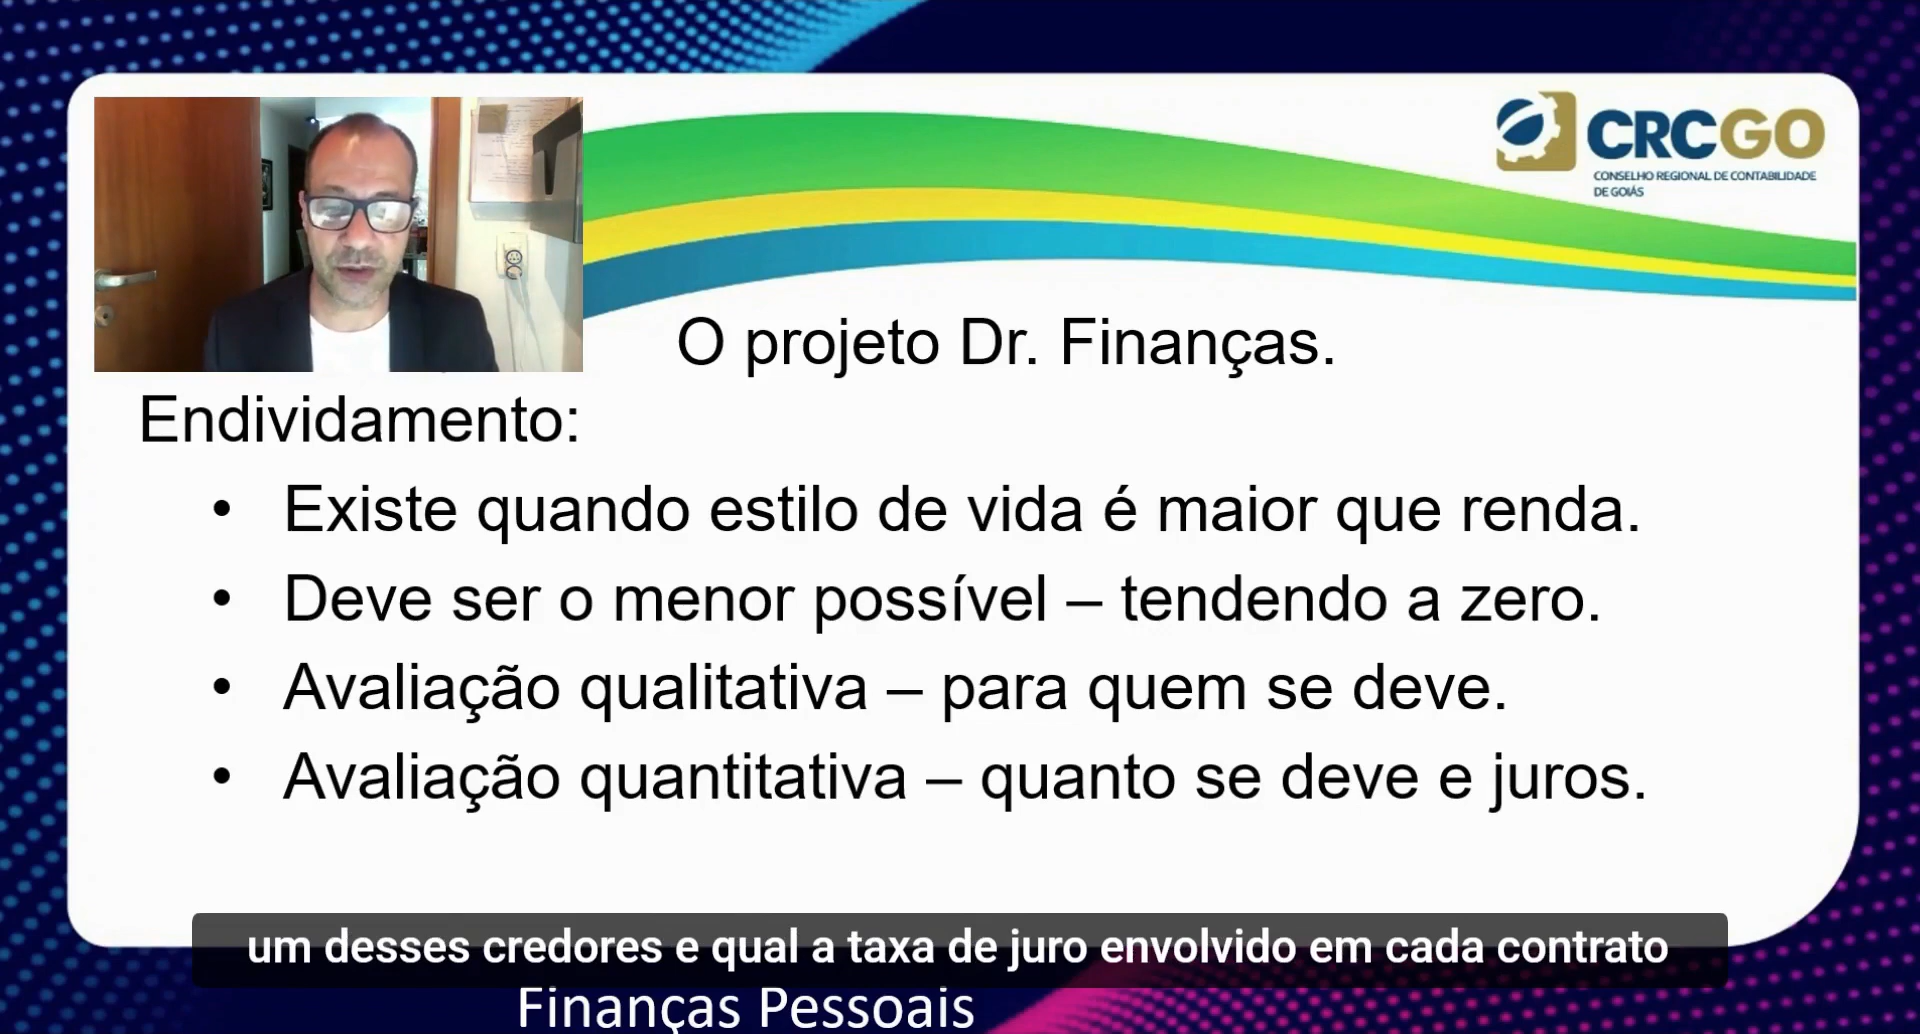 CRCGO
CONSELHO REGIONAL DE CONTABILIDADE
DE GOIÁS
O projeto Dr. Finanças.
Endividamento:
• Existe quando estilo de vida é maior que renda.
• Deve ser o menor possível – tendendo a zero.
• Avaliação qualitativa – para quem se deve.
• Avaliação quantitativa – quanto se deve e juros.
um desses credores e qual a taxa de juro envolvido em cada contrato
Finanças Pessoais